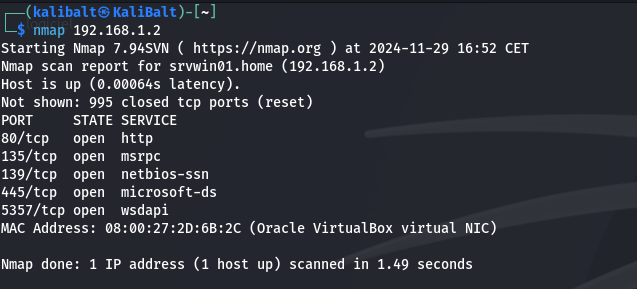 ┌──(kalibalt㉿KaliBalt)-[~]
└─$ nmap 192.168.1.2
Starting Nmap 7.94SVN ( https://nmap.org ) at 2024-11-29 16:52 CET
Nmap scan report for srvwin01.home (192.168.1.2)
Host is up (0.00064s latency).
Not shown: 995 closed tcp ports (reset)
PORT     STATE SERVICE
80/tcp   open  http
135/tcp  open  msrpc
139/tcp  open  netbios-ssn
445/tcp  open  microsoft-ds
5357/tcp open  wsdapi
MAC Address: 08:00:27:2D:6B:2C (Oracle VirtualBox virtual NIC)

Nmap done: 1 IP address (1 host up) scanned in 1.49 seconds